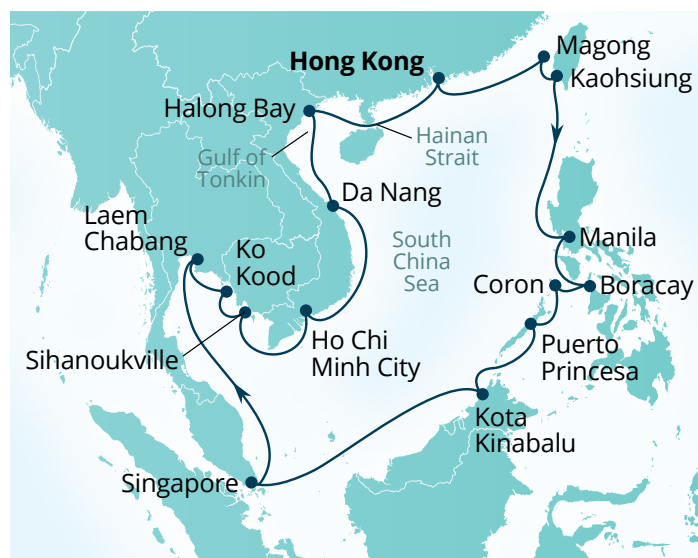 Magong
Hong Kong
Kaohsiung
Halong Bay
Hainan
Strait
Gulf of
Tonkin
Da Nang
Laem
Chabang
Ko
Kood
South
China
Sea
Manila
Coron
Boracay
Sihanoukville
Ho Chi
Minh City
Puerto
Princesa
Kota
Kinabalu
Singapore